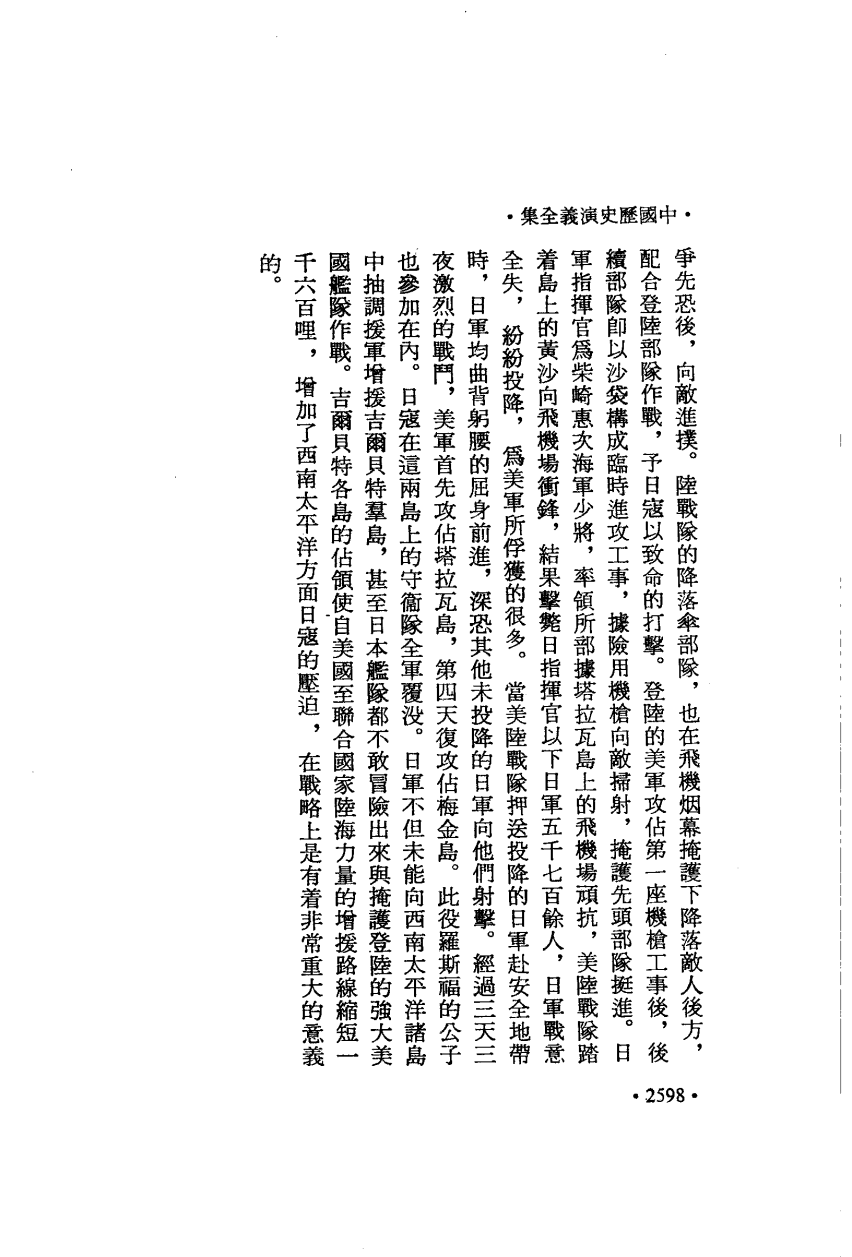 ·中國歷史演義全集·
爭先恐後，向敵進撲。陸戰隊的降落傘部隊，也在飛機烟幕掩護下降落敵人後方，
配合登陸部隊作戰，予日寇以致命的打擊。登陸的美軍攻佔第一座機槍工事後，後
續部隊卽以沙袋構成臨時進攻工事，據險用機槍向敵掃射，掩護先頭部隊挺進。日
軍指揮官爲柴崎惠次海軍少將，率領所部據塔拉瓦島上的飛機場頑抗，美陸戰隊踏
着島上的黃沙向飛機場衝鋒，結果擊斃日指揮官以下日軍五千七百餘人，日軍戰意
全失，紛紛投降，爲美軍所俘獲的很多。當美陸戰隊押送投降的日軍赴安全地帶
時，日軍均曲背躬腰的屈身前進，深恐其他未投降的日軍向他們射擊。經過三天三
夜激烈的戰鬥，美軍首先攻佔塔拉瓦島，第四天復攻佔梅金島。此役羅斯福的公子
也參加在內。日寇在這兩島上的守衞隊全軍覆没。日軍不但未能向西南太平洋諸島
中抽調援軍增援吉爾貝特羣島，甚至日本艦隊都不敢冒險出來與掩護登陸的強大美
國艦隊作戰。吉爾貝特各島的佔領使自美國至聯合國家陸海力量的增援路線縮短一
千六百哩，增加了西南太平洋方面日寇的壓迫，在戰略上是有着非常重大的意義
的。
·2598·